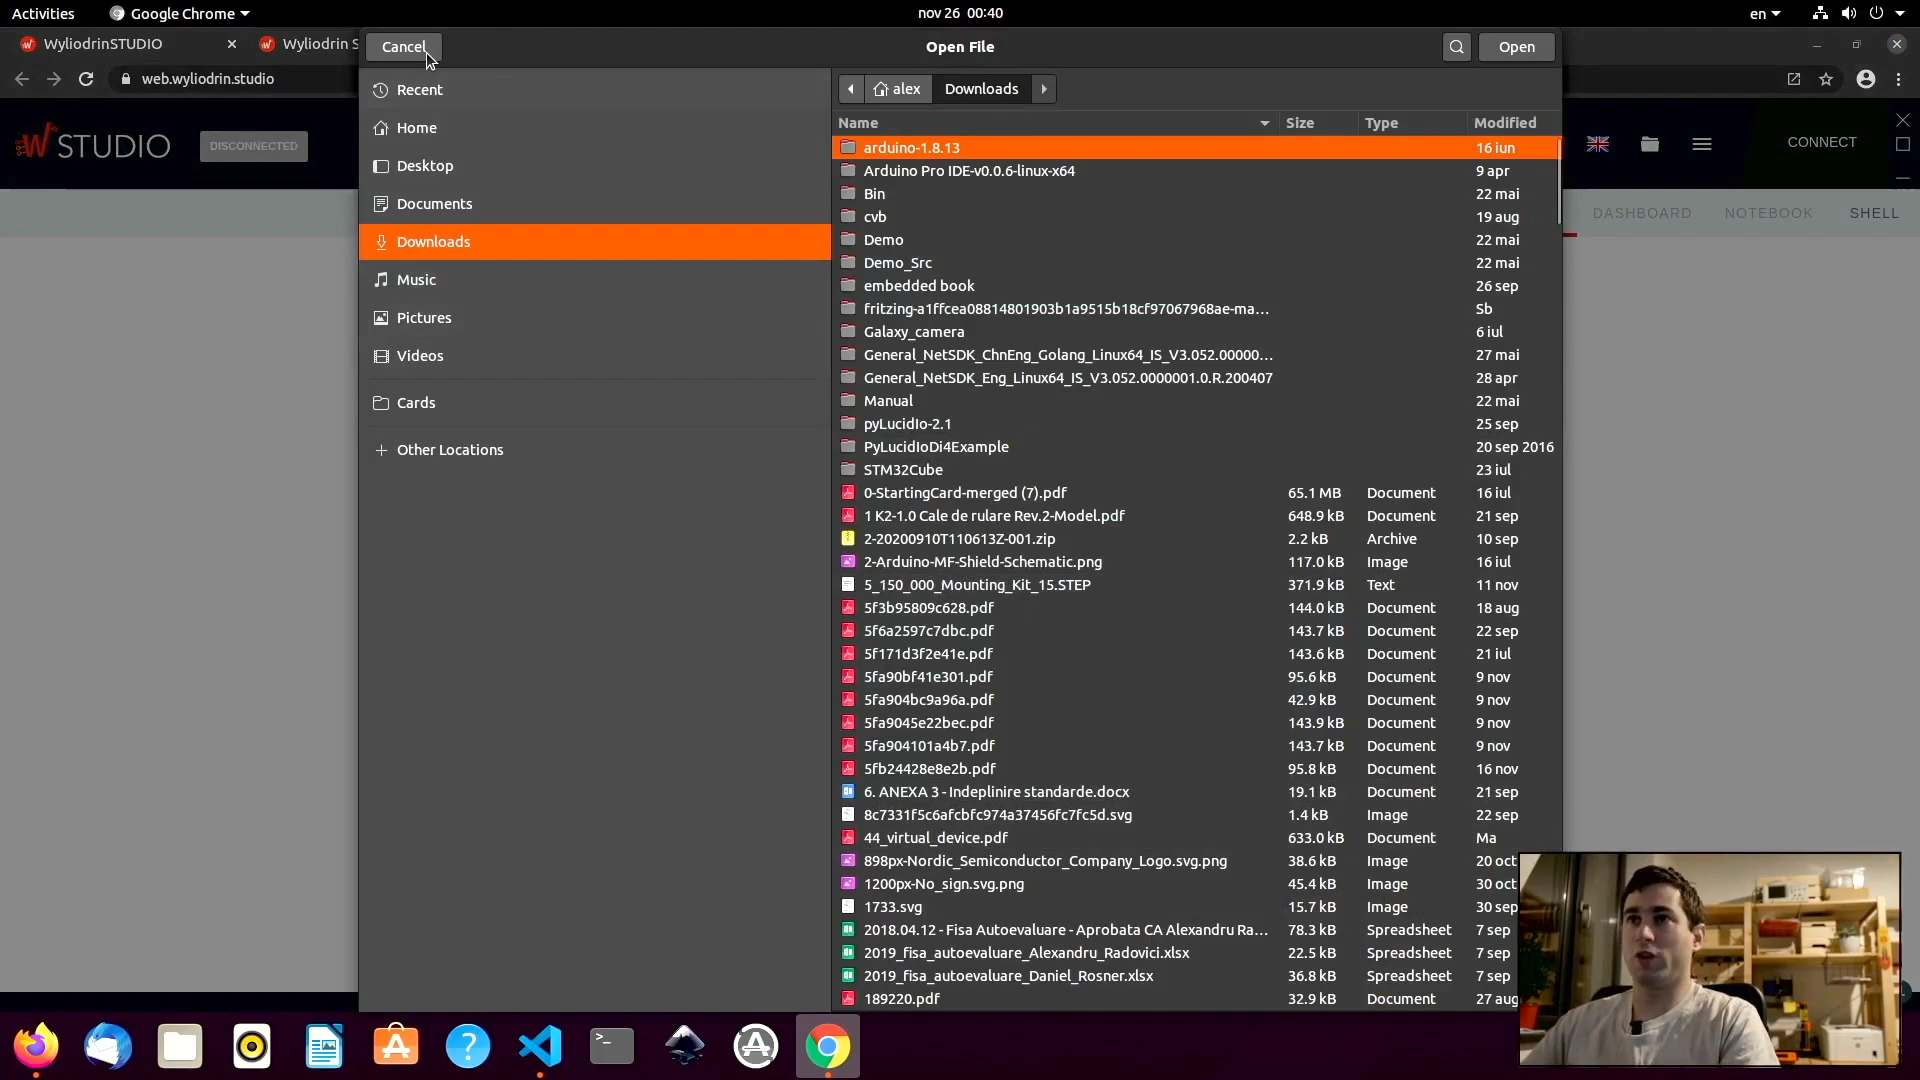 Activities
Google Chrome
nov 26 00:40
en
WyliodrinSTUDIO
Wyliodrin S
Cancel
Open File
Open
web.wyliodrin.studio
Recent
Home
Desktop
Documents
Downloads
Music
Pictures
Videos
Cards
Other Locations
alex
Downloads
STUDIO
DISCONNECTED
CONNECT
DASHBOARD
NOTEBOOK
SHELL
Name Size Type Modified
arduino-1.8.13 16 iun
Arduino Pro IDE-v0.0.6-linux-x64 9 apr
Bin 22 mai
cvb 19 aug
Demo 22 mai
Demo_Src 22 mai
embedded book 26 sep
fritzing-a1ffcea08814801903b1a9515b18cf97067968ae-ma… Sb
Galaxy_camera 6 iul
General_NetSDK_ChnEng_Golang_Linux64_IS_V3.052.00000… 27 mai
General_NetSDK_Eng_Linux64_IS_V3.052.0000001.0.R.200407 28 apr
Manual 22 mai
pyLucidIo-2.1 25 sep
PyLucidIoDi4Example 20 sep 2016
STM32Cube 23 iul
0-StartingCard-merged (7).pdf 65.1 MB Document 16 iul
1 K2-1.0 Cale de rulare Rev.2-Model.pdf 648.9 kB Document 21 sep
2-20200910T110613Z-001.zip 2.2 kB Archive 10 sep
2-Arduino-MF-Shield-Schematic.png 117.0 kB Image 16 iul
5_150_000_Mounting_Kit_15.STEP 371.9 kB Text 11 nov
5f3b95809c628.pdf 144.0 kB Document 18 aug
5f6a2597c7dbc.pdf 143.7 kB Document 22 sep
5f171d3f2e41e.pdf 143.6 kB Document 21 iul
5fa90bf41e301.pdf 95.6 kB Document 9 nov
5fa904bc9a96a.pdf 42.9 kB Document 9 nov
5fa9045e22bec.pdf 143.9 kB Document 9 nov
5fa904101a4b7.pdf 143.7 kB Document 9 nov
5fb24428e8e2b.pdf 95.8 kB Document 16 nov
6. ANEXA 3 - Indeplinire standarde.docx 19.1 kB Document 21 sep
8c7331f5c6afcbfc974a37456fc7fc5d.svg 1.4 kB Image 22 sep
44_virtual_device.pdf 633.0 kB Document Ma
898px-Nordic_Semiconductor_Company_Logo.svg.png 38.6 kB Image 20 oct
1200px-No_sign.svg.png 45.4 kB Image 30 oct
1733.svg 15.7 kB Image 30 sep
2018.04.12 - Fisa Autoevaluare - Aprobata CA Alexandru Ra… 78.3 kB Spreadsheet 7 sep
2019_fisa_autoevaluare_Alexandru_Radovici.xlsx 22.5 kB Spreadsheet 7 sep
2019_fisa_autoevaluare_Daniel_Rosner.xlsx 36.8 kB Spreadsheet 7 sep
189220.pdf 32.9 kB Document 27 aug